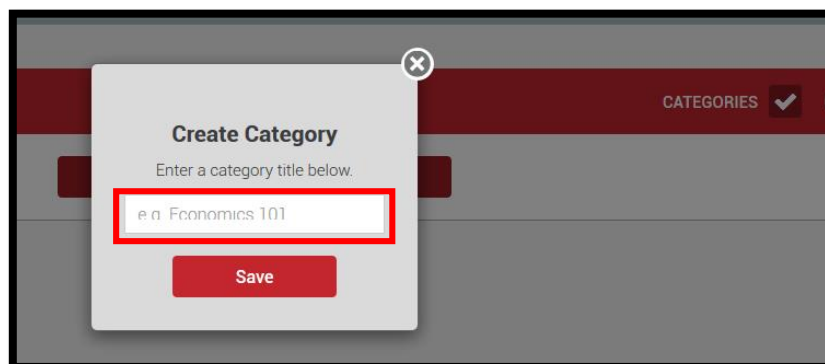 CATEGORIES
Create Category
Enter a category title below.
e.g. Economics 101
Save